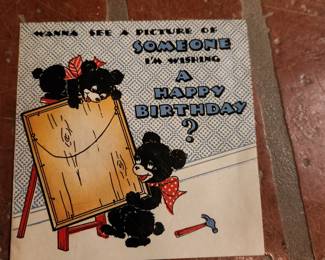 WANNA SEE A PICTURE OF
SOMEONE
I'M WISHING
A
HAPPY
BIRTHDAY
?